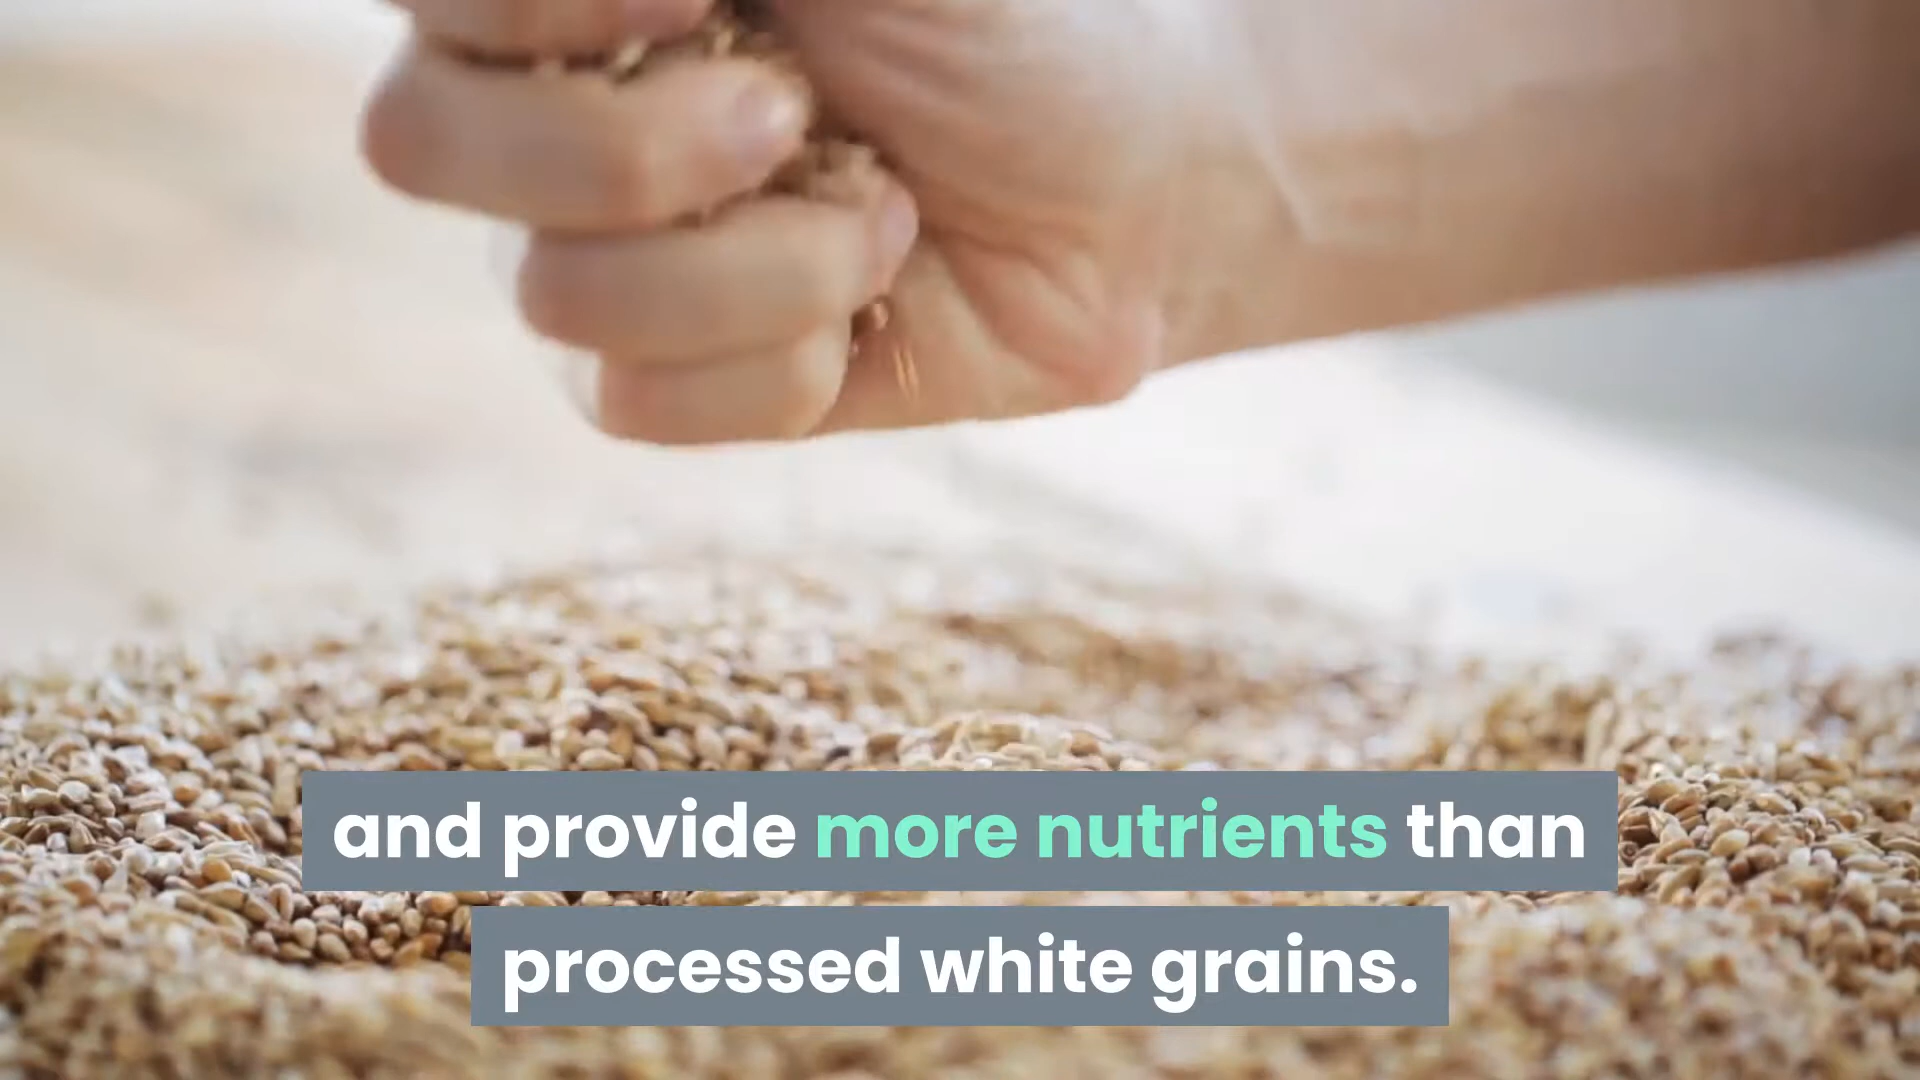 and provide more nutrients than
processed white grains.